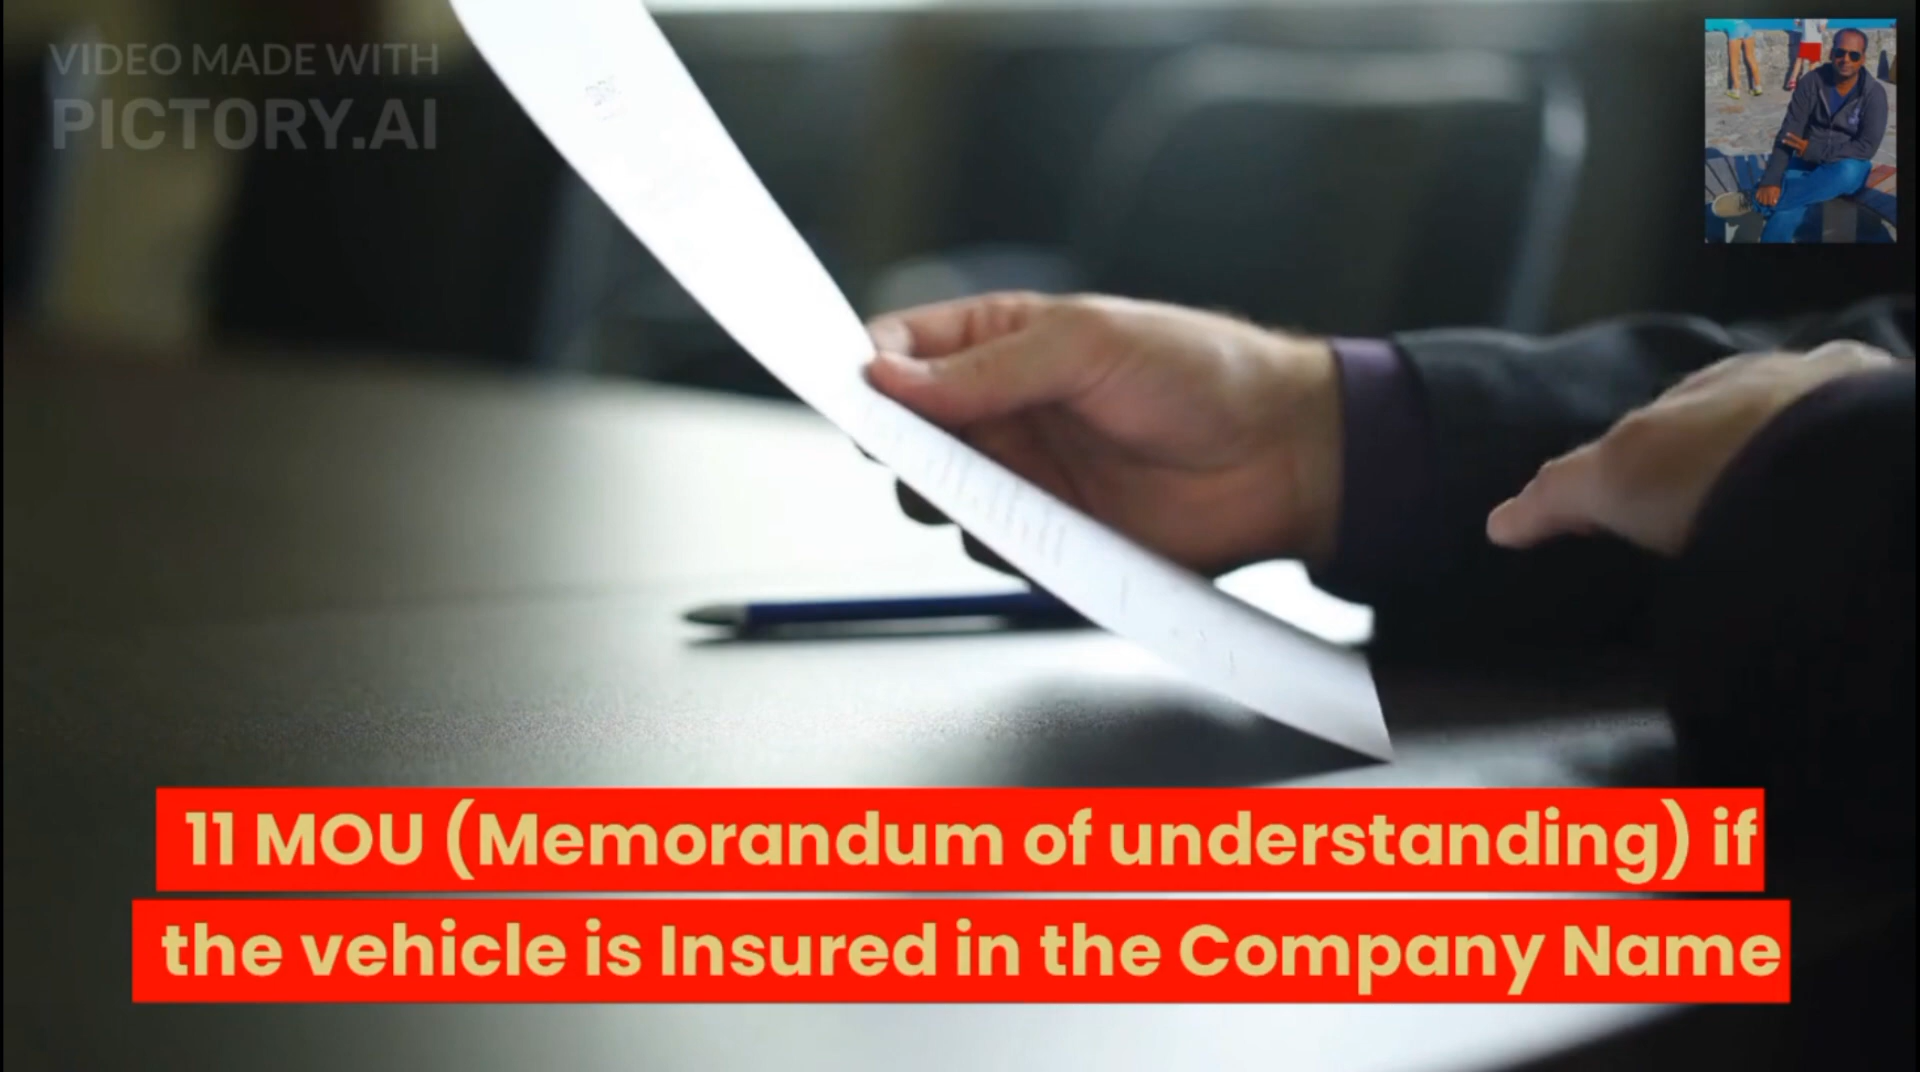 VIDEO MADE WITH
PICTORY.AI
11 MOU (Memorandum of understanding) if
the vehicle is Insured in the Company Name